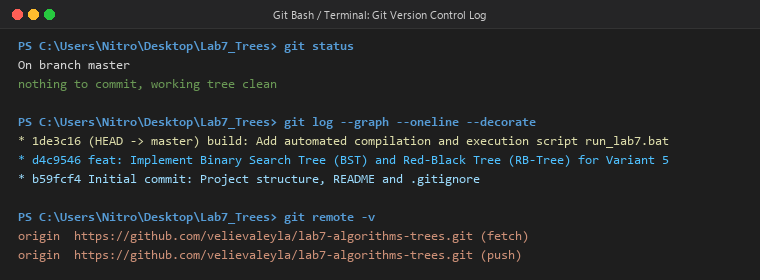 Git Bash / Terminal: Git Version Control Log
PS C:\Users\Nitro\Desktop\Lab7_Trees> git status
On branch master
nothing to commit, working tree clean
PS C:\Users\Nitro\Desktop\Lab7_Trees> git log --graph --oneline --decorate
* 1de3c16 (HEAD -> master) build: Add automated compilation and execution script run_lab7.bat
* d4c9546 feat: Implement Binary Search Tree (BST) and Red-Black Tree (RB-Tree) for Variant 5
* b59fcf4 Initial commit: Project structure, README and .gitignore
PS C:\Users\Nitro\Desktop\Lab7_Trees> git remote -v
origin  https://github.com/velievaleyla/lab7-algorithms-trees.git (fetch)
origin  https://github.com/velievaleyla/lab7-algorithms-trees.git (push)